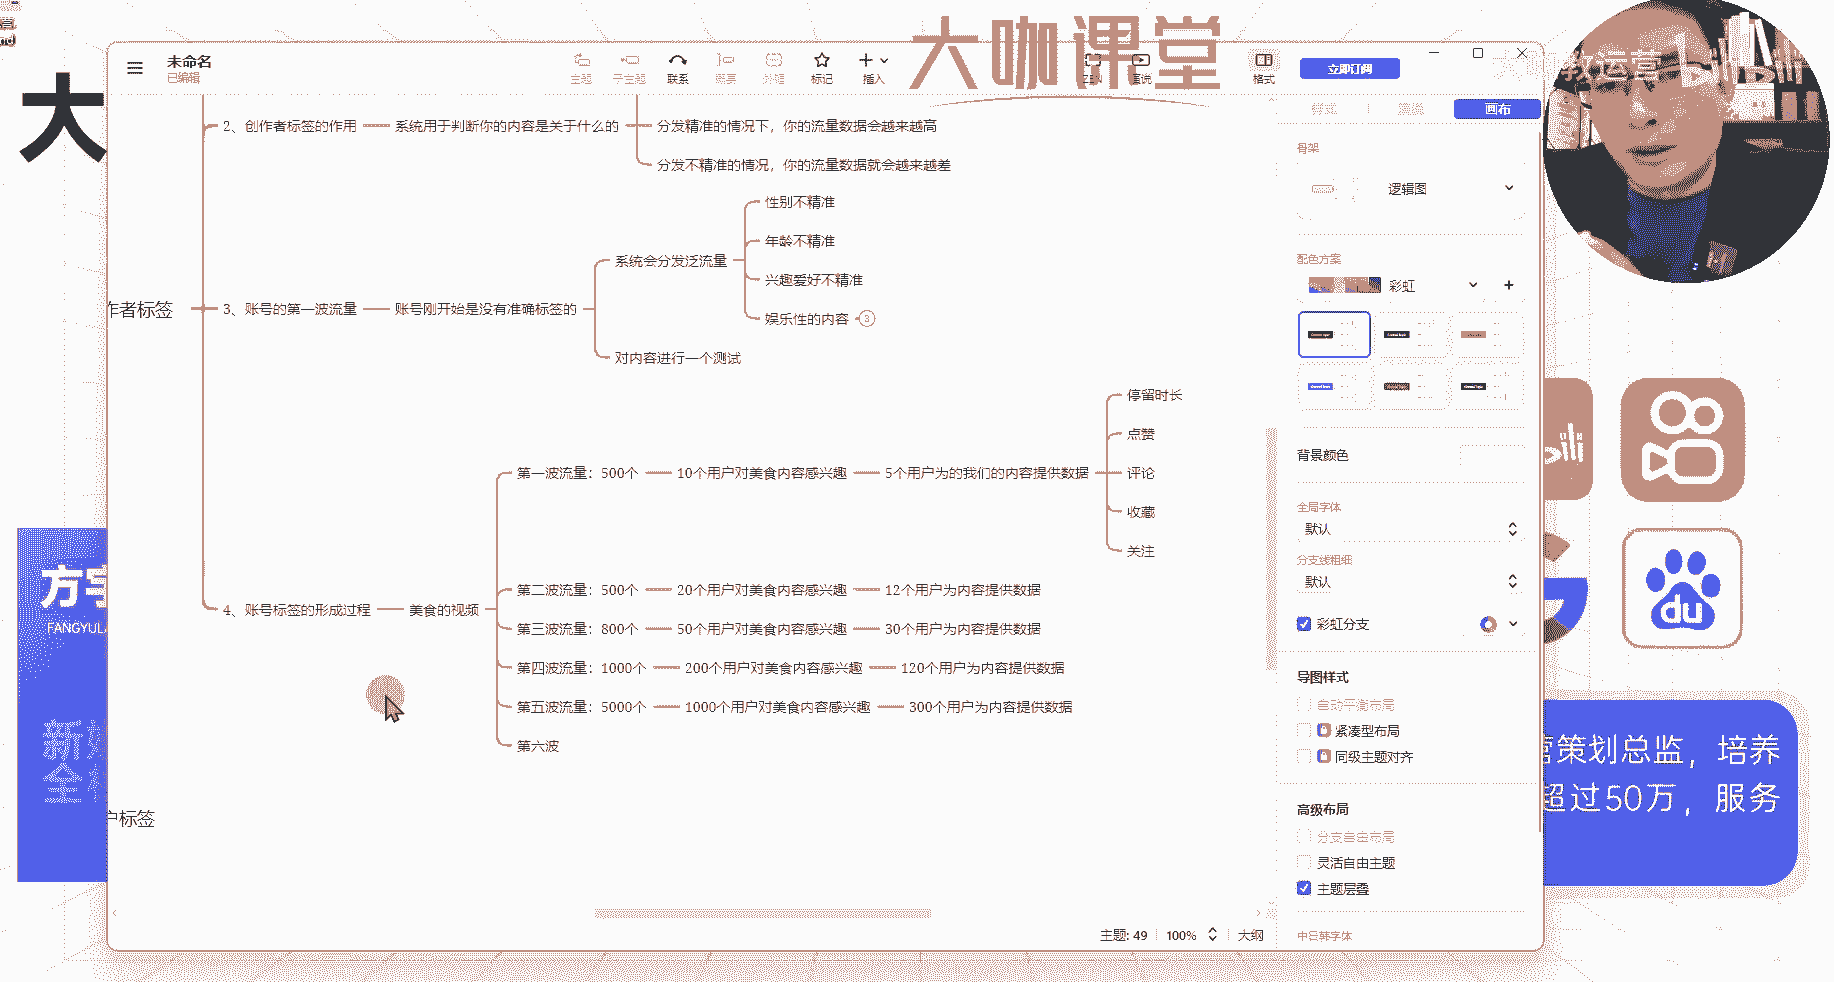 大咖课堂
未命名
已编辑
主题
子主题
联系
概要
外框
标记
插入
ZEN
演说
格式
立即订阅
教运营
bilibili
大
样式
画布
2、创作者标签的作用
系统用于判断你的内容是关于什么的
分发精准的情况下，你的流量数据会越来越高
分发不精准的情况，你的流量数据就会越来越差
作者标签
3、账号的第一波流量
账号刚开始是没有准确标签的
系统会分发泛流量
性别不精准
年龄不精准
兴趣爱好不精准
娱乐性的内容
3
对内容进行一个测试
4、账号标签的形成过程
美食的视频
第一波流量：500个
10个用户对美食内容感兴趣
5个用户为的我们的内容提供数据
停留时长
点赞
评论
收藏
关注
第二波流量：500个
20个用户对美食内容感兴趣
12个用户为内容提供数据
第三波流量：800个
50个用户对美食内容感兴趣
30个用户为内容提供数据
第四波流量：1000个
200个用户对美食内容感兴趣
120个用户为内容提供数据
第五波流量：5000个
1000个用户对美食内容感兴趣
300个用户为内容提供数据
第六波
户标签
骨架
逻辑图
配色方案
彩虹
背景颜色
全局字体
默认
分支线粗细
默认
彩虹分支
导图样式
自动平衡布局
紧凑型布局
同级主题对齐
高级布局
分支自由布局
灵活自由主题
主题层叠
中日韩字体
主题: 49
100%
大纲
方宇
FANGYUL
新
全
du
营策划总监，培养
超过50万，服务